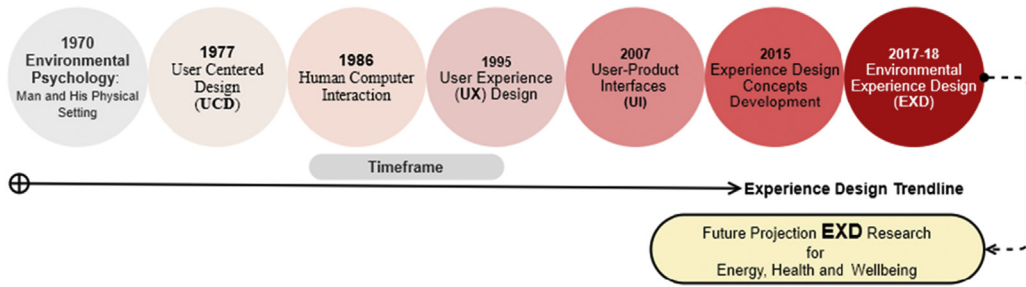 1970
Environmental
Psychology:
Man and His Physical
Setting
1977
User Centered
Design
(UCD)
1986
Human Computer
Interaction
1995
User Experience
(UX) Design
2007
User-Product
Interfaces
(UI)
2015
Experience Design
Concepts
Development
2017-18
Environmental
Experience Design
(EXD)
Timeframe
Experience Design Trendline
Future Projection EXD Research
for
Energy, Health and Wellbeing